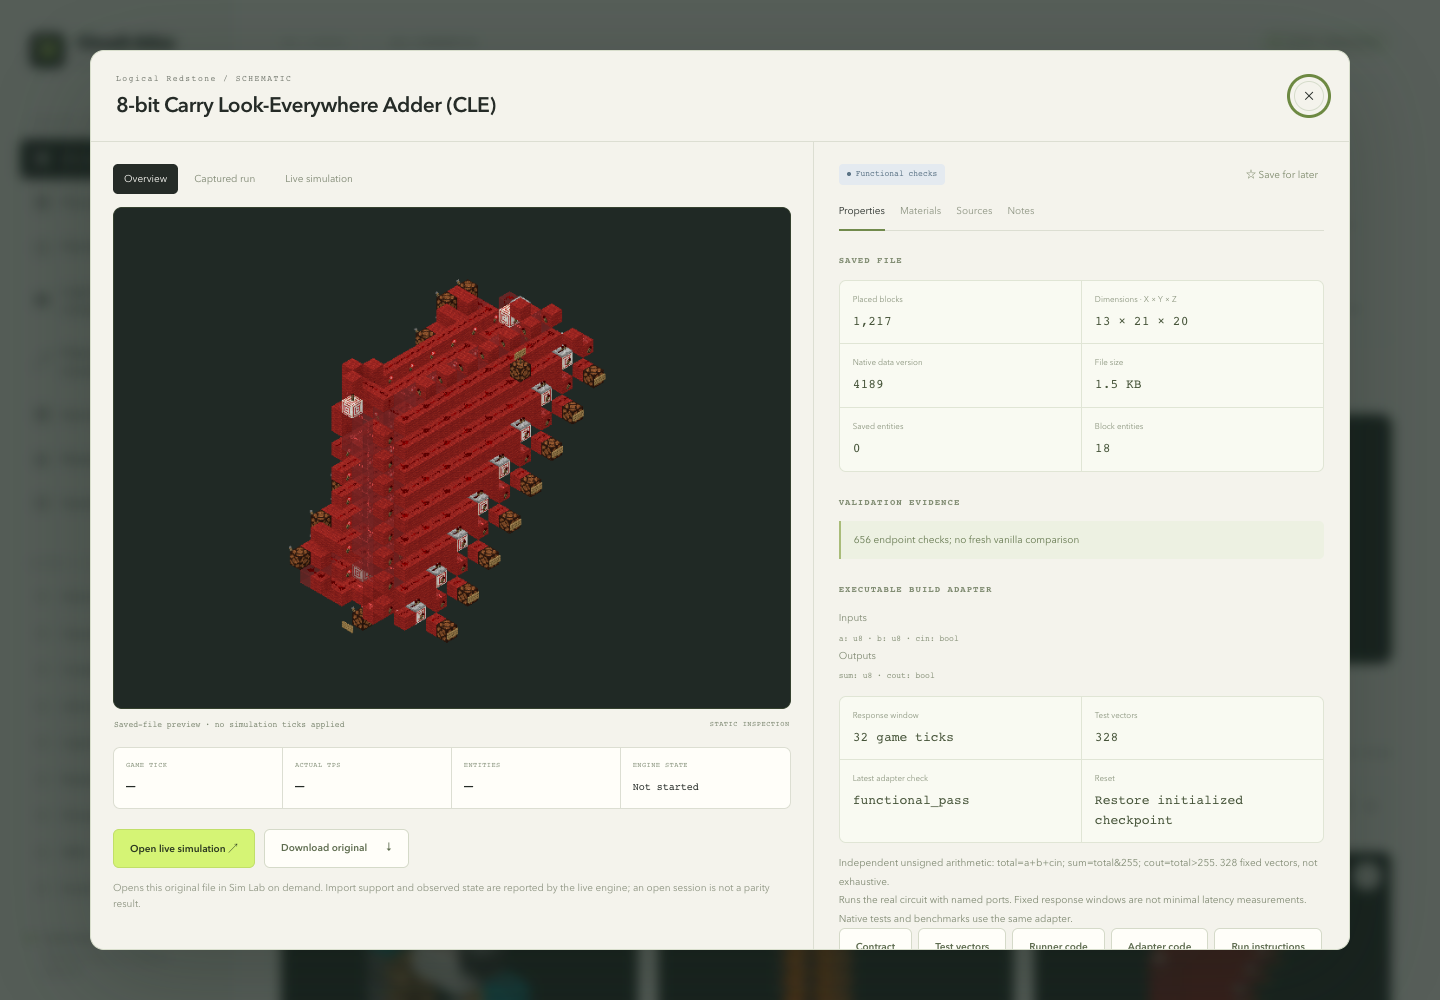 Logical Redstone / SCHEMATIC
8-bit Carry Look-Everywhere Adder (CLE)
×
Overview
Captured run
Live simulation
Saved-file preview · no simulation ticks applied
STATIC INSPECTION
GAME TICK
—
ACTUAL TPS
—
ENTITIES
—
ENGINE STATE
Not started
Open live simulation ↗
Download original ↓
Opens this original file in Sim Lab on demand. Import support and observed state are reported by the live engine; an open session is not a parity
result.
Functional checks
☆ Save for later
Properties
Materials
Sources
Notes
SAVED FILE
Placed blocks
1,217
Dimensions · X × Y × Z
13 × 21 × 20
Native data version
4189
File size
1.5 KB
Saved entities
0
Block entities
18
VALIDATION EVIDENCE
656 endpoint checks; no fresh vanilla comparison
EXECUTABLE BUILD ADAPTER
Inputs
a: u8 · b: u8 · cin: bool
Outputs
sum: u8 · cout: bool
Response window
32 game ticks
Test vectors
328
Latest adapter check
functional_pass
Reset
Restore initialized
checkpoint
Independent unsigned arithmetic: total=a+b+cin; sum=total&255; cout=total>255. 328 fixed vectors, not
exhaustive.
Runs the real circuit with named ports. Fixed response windows are not minimal latency measurements.
Native tests and benchmarks use the same adapter.
Contract
Test vectors
Runner code
Adapter code
Run instructions